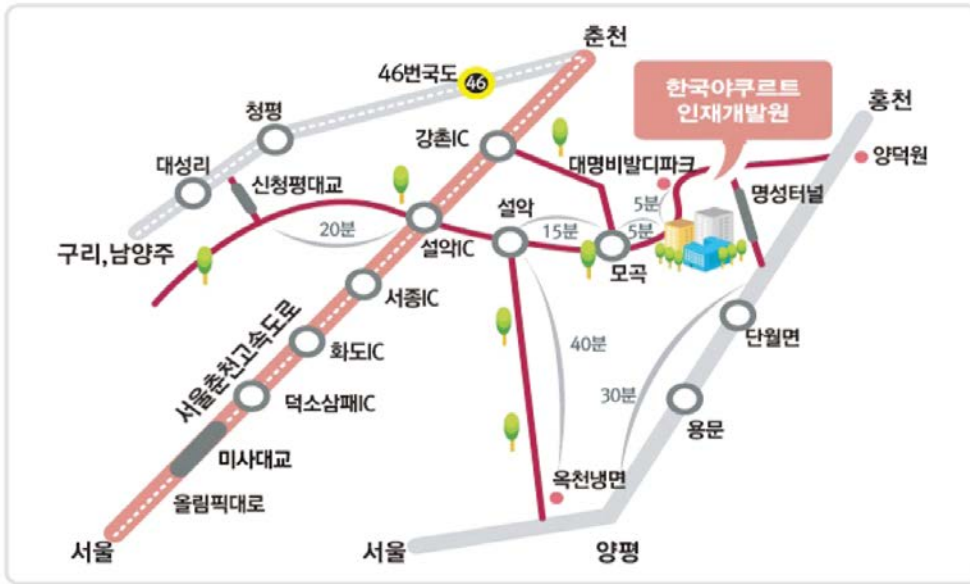 춘천
46번국도
46
한국야쿠르트
인재개발원
홍천
청평
강촌IC
대명비발디파크
양덕원
대성리
신청평대교
5분
명성터널
설악
20분
15분
5분
구리,남양주
설악IC
모곡
서종IC
단월면
서울춘천고속도로
화도IC
40분
30분
덕소삼패IC
용문
미사대교
옥천냉면
올림픽대로
서울
서울
양평